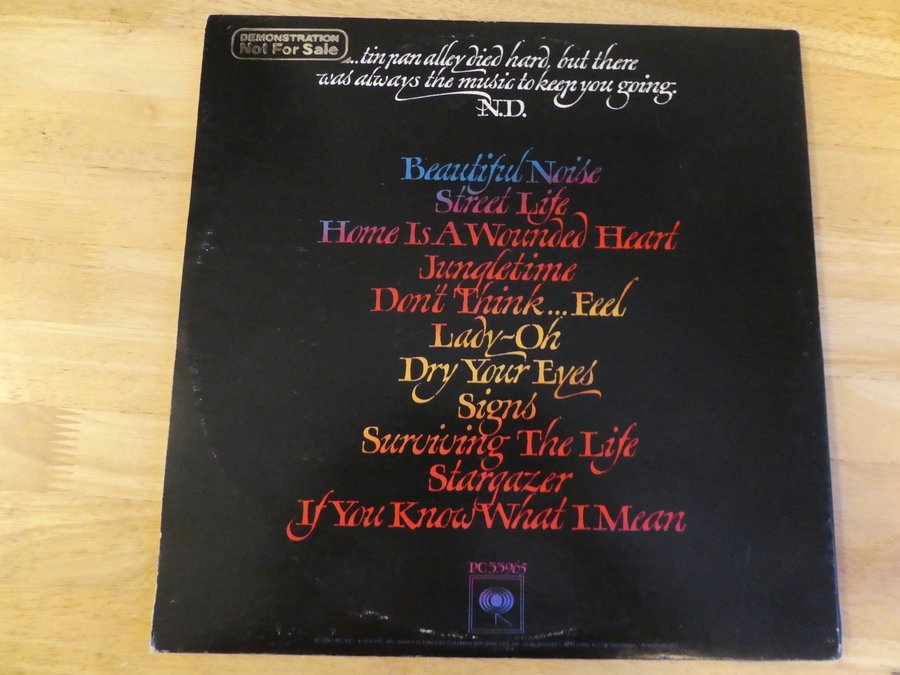 DEMONSTRATION
Not For Sale
...tin pan alley died hard, but there
was always the music to keep you going.
N.D.
Beautiful Noise
Street Life
Home Is A Wounded Heart
Jungletime
Don't Think...Feel
Lady-Oh
Dry Your Eyes
Signs
Surviving The Life
Stargazer
If You Know What I Mean
PC 33965